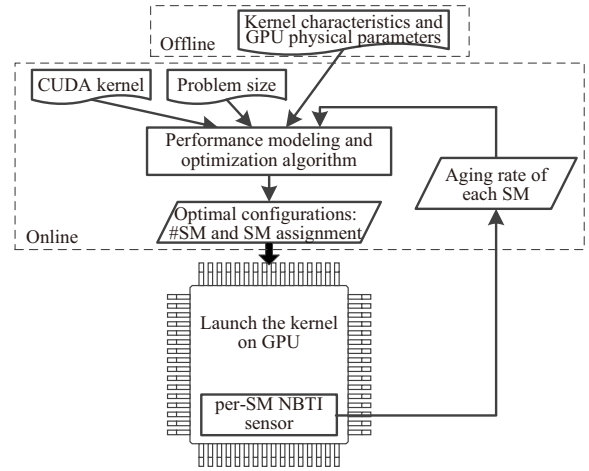 Kernel characteristics and
GPU physical parameters
Offline
CUDA kernel
Problem size
Performance modeling and
optimization algorithm
Aging rate of
each SM
Optimal configurations:
#SM and SM assignment
Online
Launch the kernel
on GPU
per-SM NBTI
sensor